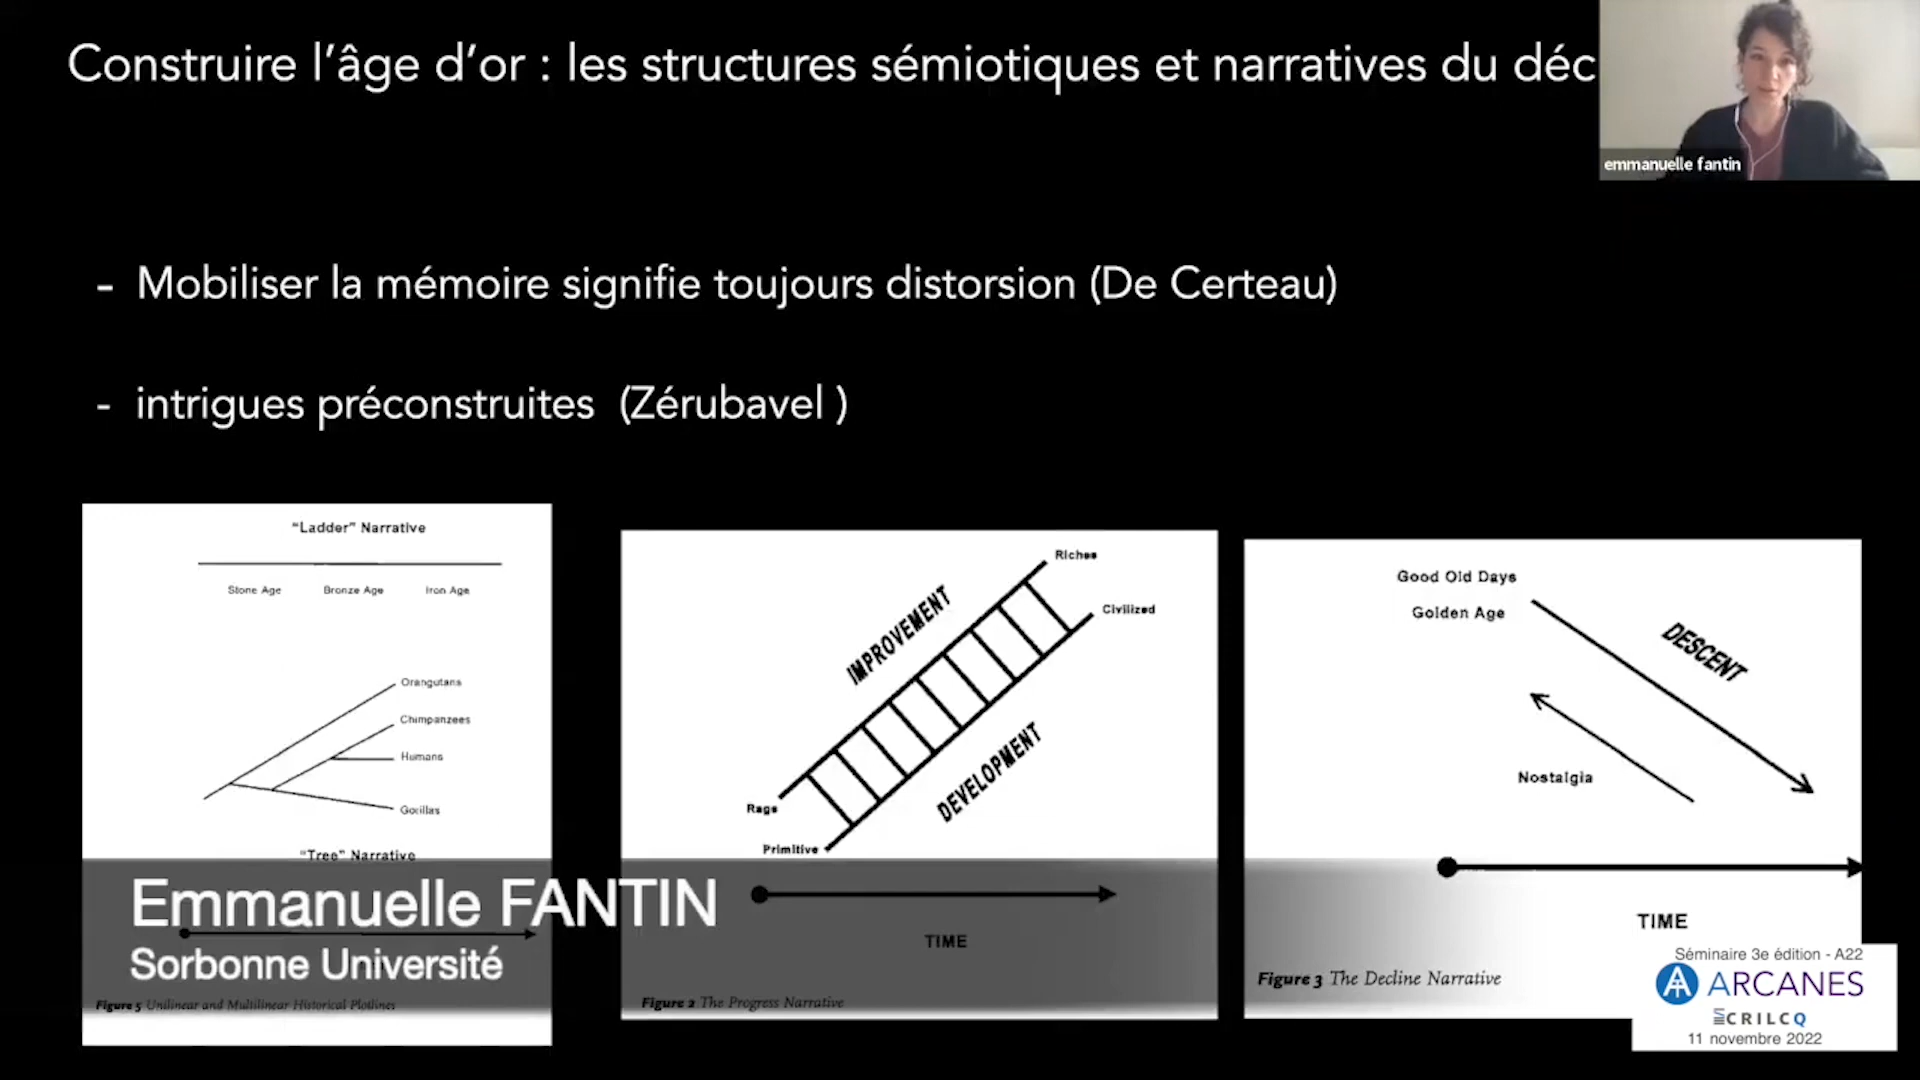 Construire l’âge d’or : les structures sémiotiques et narratives du déc
emmanuelle fantin
- Mobiliser la mémoire signifie toujours distorsion (De Certeau)
- intrigues préconstruites (Zérubavel )
"Ladder" Narrative
Stone Age Bronze Age Iron Age
Orangutans
Chimpanzees
Humans
Gorillas
"Tree" Narrative
Figure 5 Unilinear and Multilinear Historical Plotlines
Riches
Civilized
IMPROVEMENT
DEVELOPMENT
Rags
Primitive
TIME
Figure 2 The Progress Narrative
Good Old Days
Golden Age
DESCENT
Nostalgia
TIME
Figure 3 The Decline Narrative
Emmanuelle FANTIN
Sorbonne Université
Séminaire 3e édition - A22
ARCANES
CRILCQ
11 novembre 2022